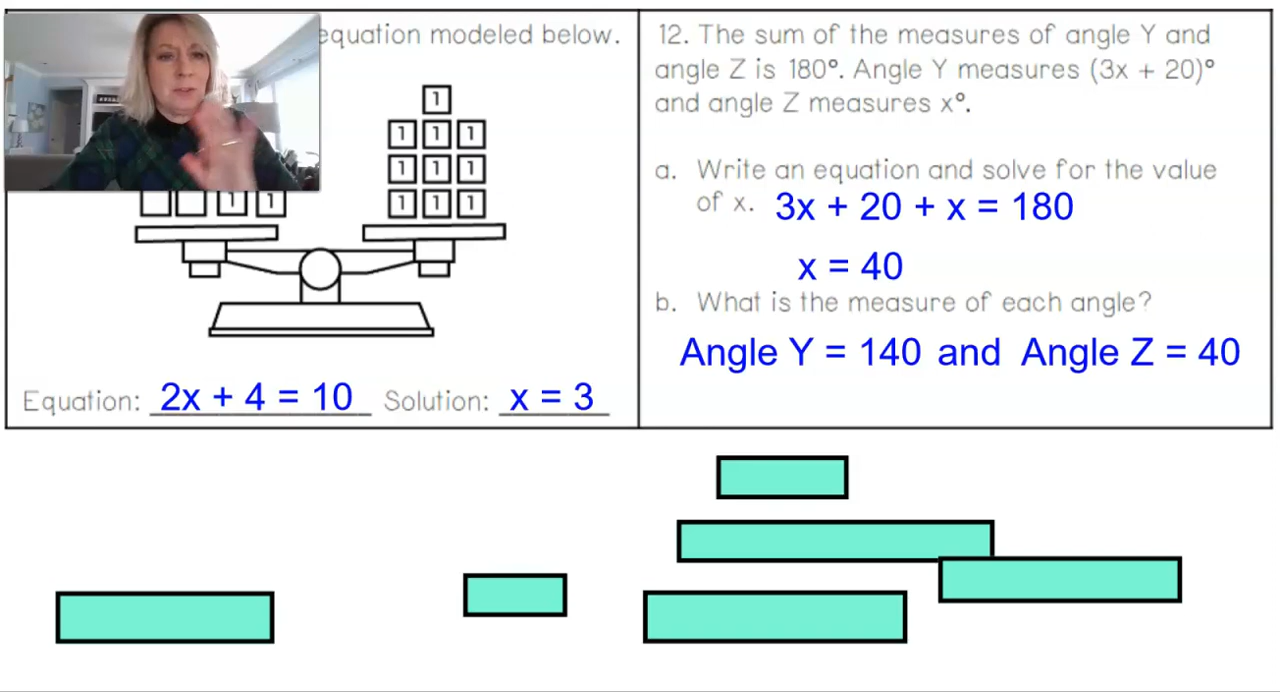 equation modeled below.
1
1 1 1
1 1 1
1 1
1 1 1
Equation: 2x + 4 = 10 Solution: x = 3
12. The sum of the measures of angle Y and
angle Z is 180°. Angle Y measures (3x + 20)°
and angle Z measures x°.
a. Write an equation and solve for the value
of x. 3x + 20 + x = 180
x = 40
b. What is the measure of each angle?
Angle Y = 140 and Angle Z = 40